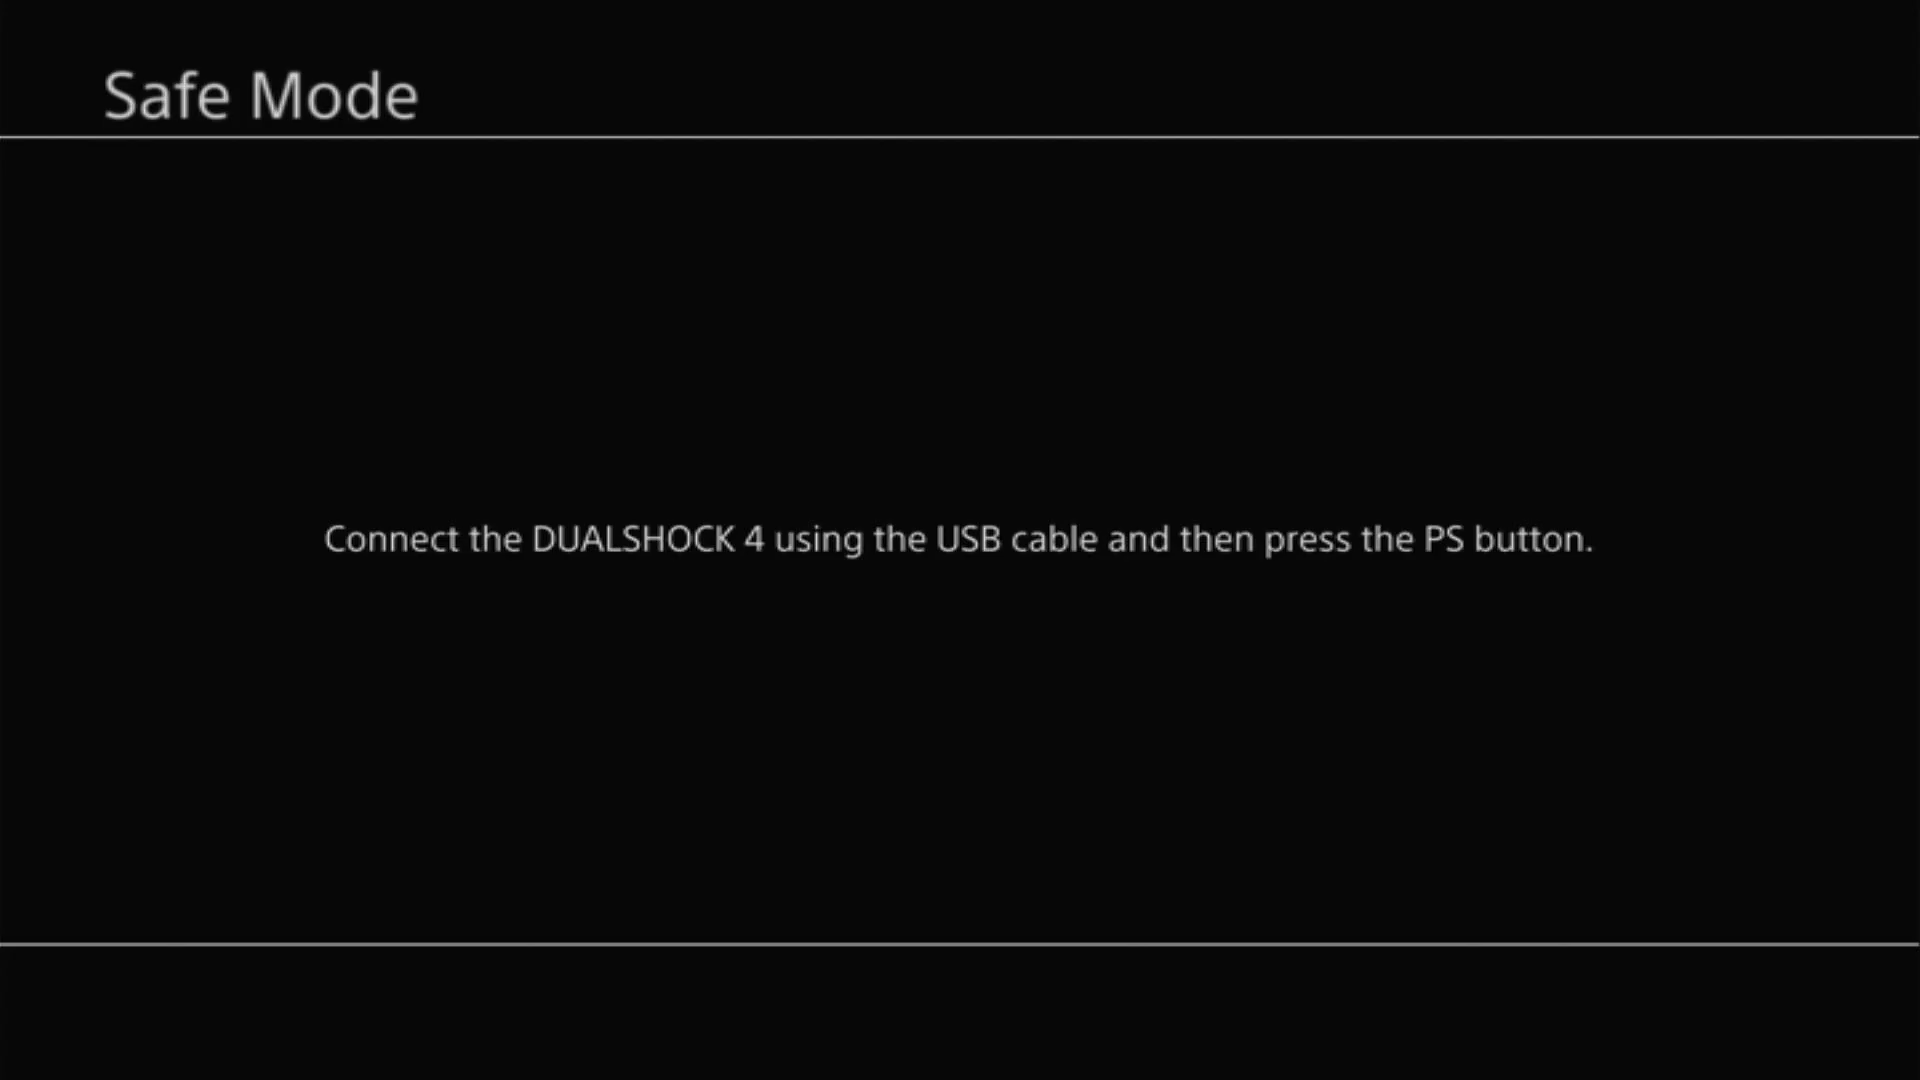 Safe Mode
Connect the DUALSHOCK 4 using the USB cable and then press the PS button.